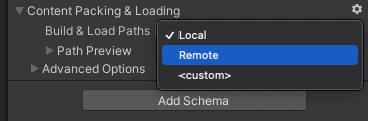 Content Packing & Loading
Build & Load Paths
✓ Local
Path Preview
Remote
Advanced Options
<custom>
Add Schema